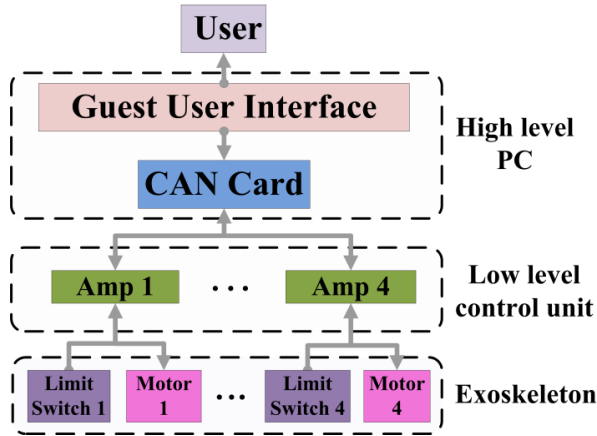 User
Guest User Interface
High level
PC
CAN Card
Amp 1
...
Amp 4
Low level
control unit
Limit
Switch 1
Motor
1
...
Limit
Switch 4
Motor
4
Exoskeleton